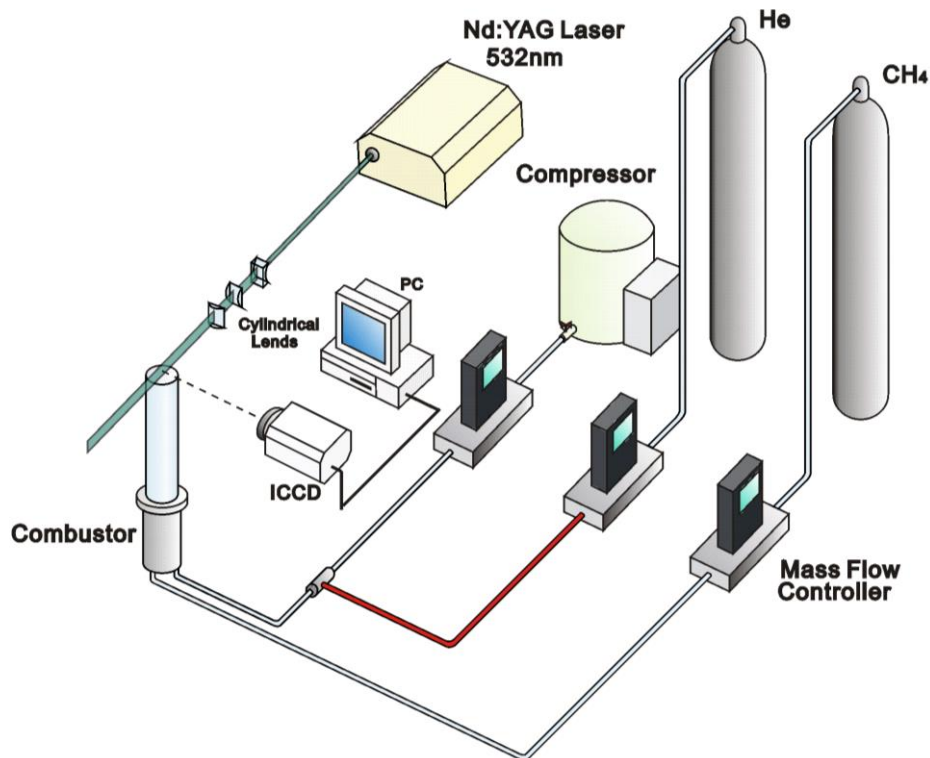 He
Nd:YAG Laser
532nm
CH₄
Compressor
PC
Cylindrical
Lends
ICCD
Combustor
Mass Flow
Controller